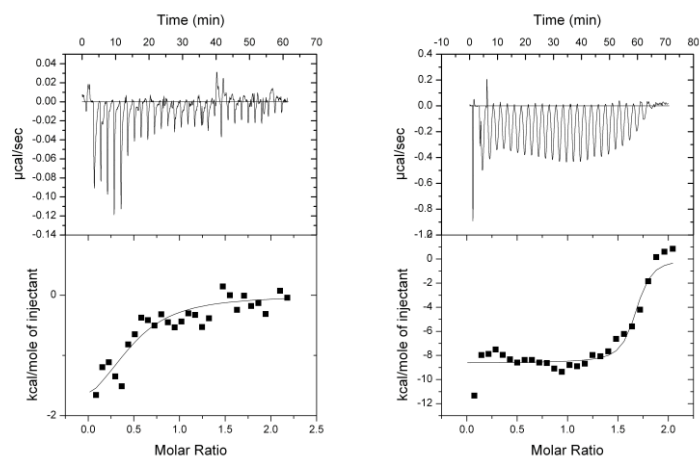 Time (min)
0 10 20 30 40 50 60 70
0.04
0.02
0.00
-0.02
-0.04
-0.06
-0.08
-0.10
-0.12
-0.14
µcal/sec
0
-2
kcal/mole of injectant
0.0 0.5 1.0 1.5 2.0 2.5
Molar Ratio
Time (min)
-10 0 10 20 30 40 50 60 70 80
0.4
0.2
0.0
-0.2
-0.4
-0.6
-0.8
µcal/sec
0
-2
-4
-6
-8
-10
-12
kcal/mole of injectant
0.0 0.5 1.0 1.5 2.0
Molar Ratio